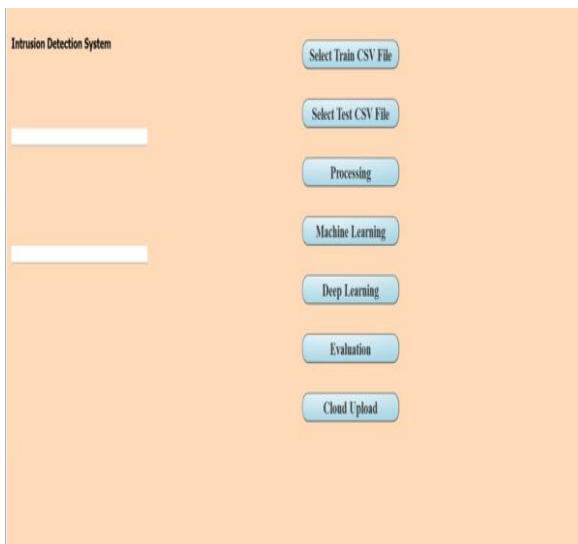 Intrusion Detection System
Select Train CSV File
Select Test CSV File
Processing
Machine Learning
Deep Learning
Evaluation
Cloud Upload